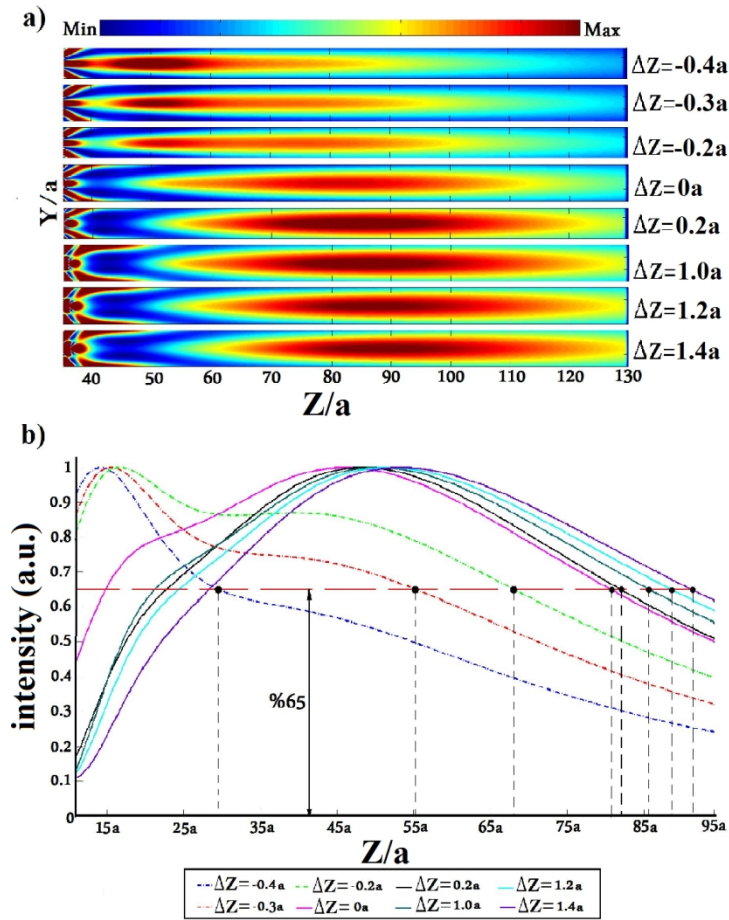 a)
Min Max
ΔZ=-0.4a
ΔZ=-0.3a
ΔZ=-0.2a
ΔZ=0a
ΔZ=0.2a
ΔZ=1.0a
ΔZ=1.2a
ΔZ=1.4a
Y/a
40 50 60 70 80 90 100 110 120 130
Z/a
b)
1
0.9
0.8
0.7
0.6
0.5
0.4
0.3
0.2
0.1
0
intensity (a.u.)
%65
15a 25a 35a 45a 55a 65a 75a 85a 95a
Z/a
ΔZ=-0.4a ΔZ=-0.2a ΔZ=0.2a ΔZ=1.2a
ΔZ=-0.3a ΔZ=0a ΔZ=1.0a ΔZ=1.4a